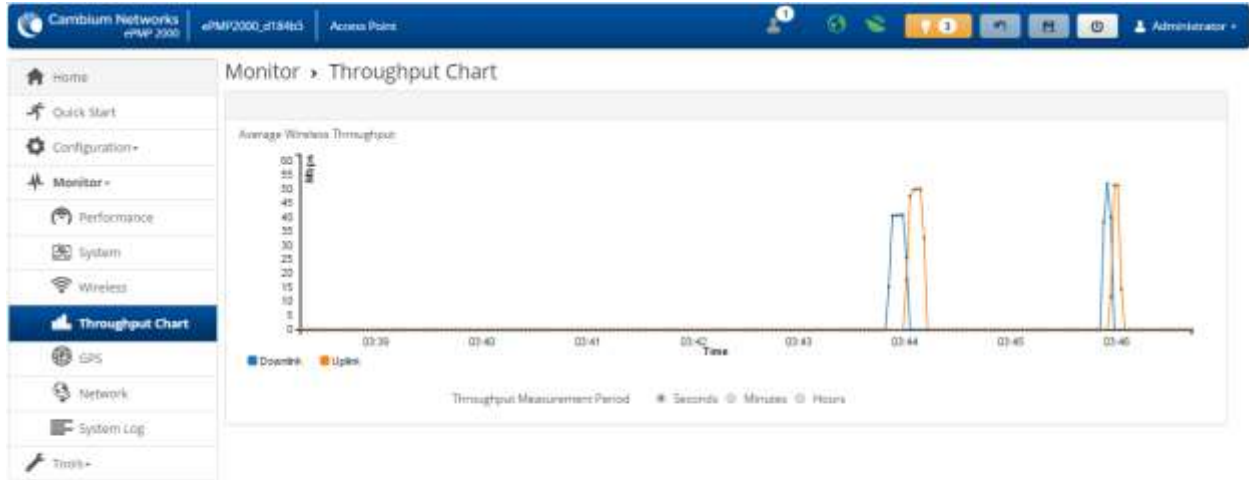 Cambium Networks
ePMP 2000
ePMP2000_d184b5
Access Point
1
3
Administrator
Home
Quick Start
Configuration
Monitor
Performance
System
Wireless
Throughput Chart
GPS
Network
System Log
Tools
Monitor › Throughput Chart
Average Wireless Throughput
Mbps
60
55
50
45
40
35
30
25
20
15
10
5
0
03:39 03:40 03:41 03:42 03:43 03:44 03:45 03:46
Time
Downlink Uplink
Throughput Measurement Period Seconds Minutes Hours